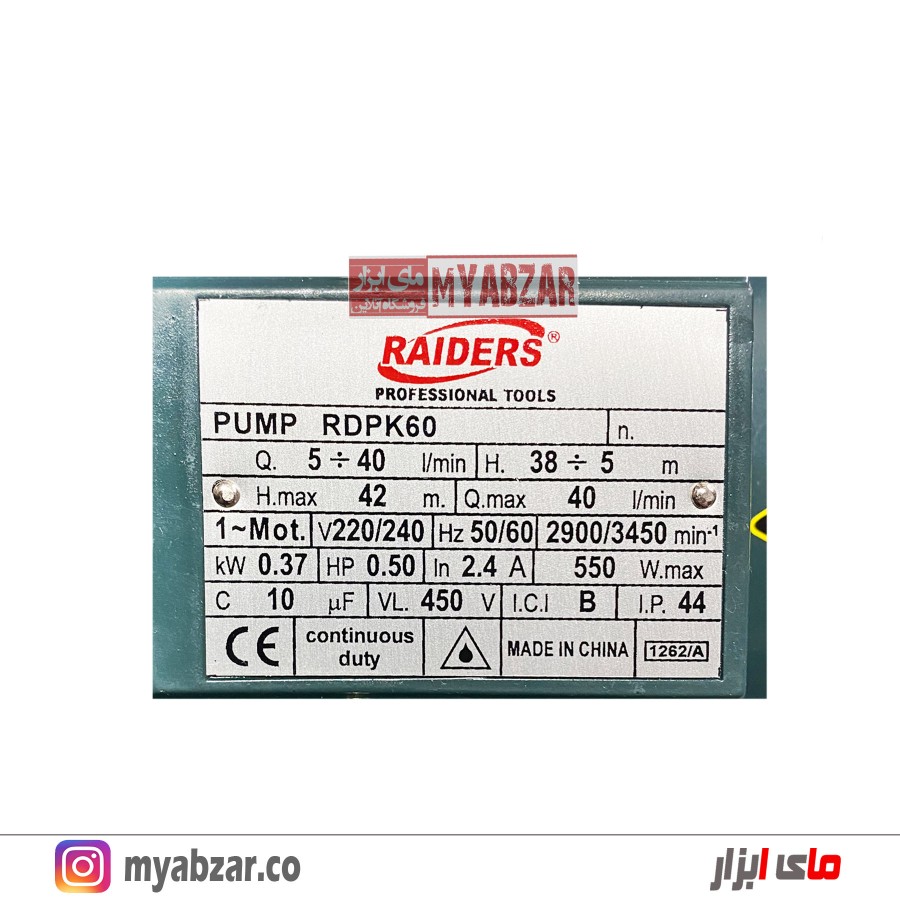 مای ابزار MYABZAR
فروشگاه آنلاین
RAIDERS®
PROFESSIONAL TOOLS
PUMP RDPK60 n.
Q. 5 ÷ 40 l/min H. 38 ÷ 5 m
H.max 42 m. Q.max 40 l/min
1~Mot. V220/240 Hz 50/60 2900/3450 min-1
kW 0.37 HP 0.50 In 2.4 A 550 W.max
C 10 µF VL. 450 V I.C.I B I.P. 44
CE continuous duty MADE IN CHINA 1262/A
myabzar.co مای ابزار